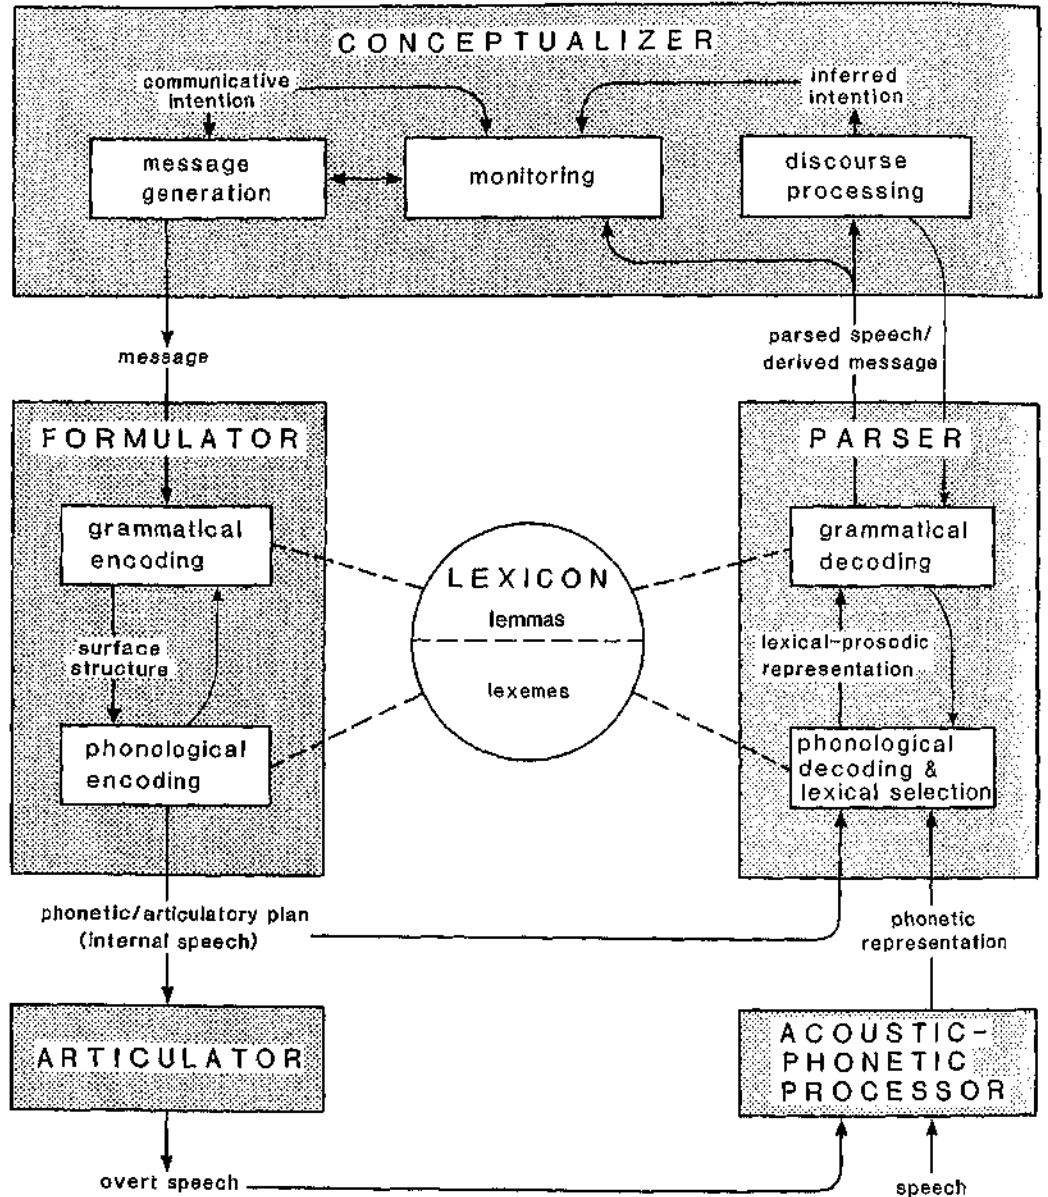 CONCEPTUALIZER
communicative
intention
inferred
intention
message
generation
monitoring
discourse
processing
message
parsed speech/
derived message
FORMULATOR
PARSER
grammatical
encoding
LEXICON
lemmas
lexemes
grammatical
decoding
surface
structure
lexical-prosodic
representation
phonological
encoding
phonological
decoding &
lexical selection
phonetic/articulatory plan
(internal speech)
phonetic
representation
ARTICULATOR
ACOUSTIC-
PHONETIC
PROCESSOR
overt speech
speech